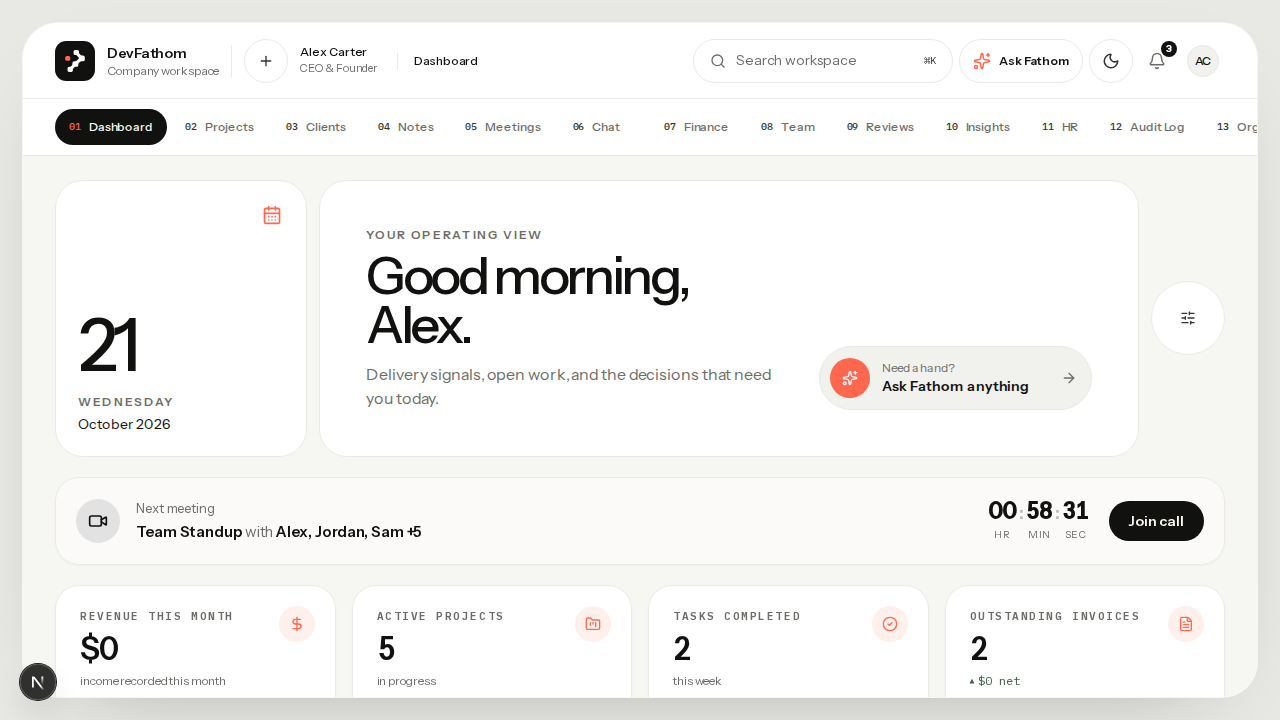 DevFathom
Company workspace
Alex Carter
CEO & Founder
Dashboard
Search workspace
⌘K
Ask Fathom
3
AC
01 Dashboard
02 Projects
03 Clients
04 Notes
05 Meetings
06 Chat
07 Finance
08 Team
09 Reviews
10 Insights
11 HR
12 Audit Log
13 Org
21
WEDNESDAY
October 2026
YOUR OPERATING VIEW
Good morning,
Alex.
Delivery signals, open work, and the decisions that need
you today.
Need a hand?
Ask Fathom anything
Next meeting
Team Standup with Alex, Jordan, Sam +5
00 : 58 : 31
HR MIN SEC
Join call
REVENUE THIS MONTH
$0
income recorded this month
ACTIVE PROJECTS
5
in progress
TASKS COMPLETED
2
this week
OUTSTANDING INVOICES
2
▲ $0 net
N